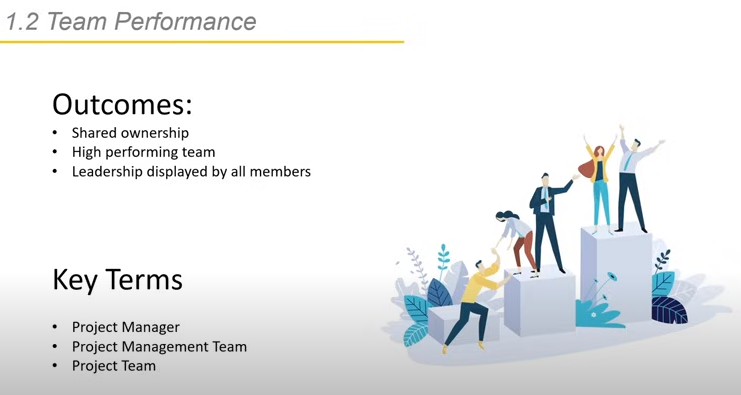 1.2 Team Performance
Outcomes:
• Shared ownership
• High performing team
• Leadership displayed by all members
Key Terms
• Project Manager
• Project Management Team
• Project Team